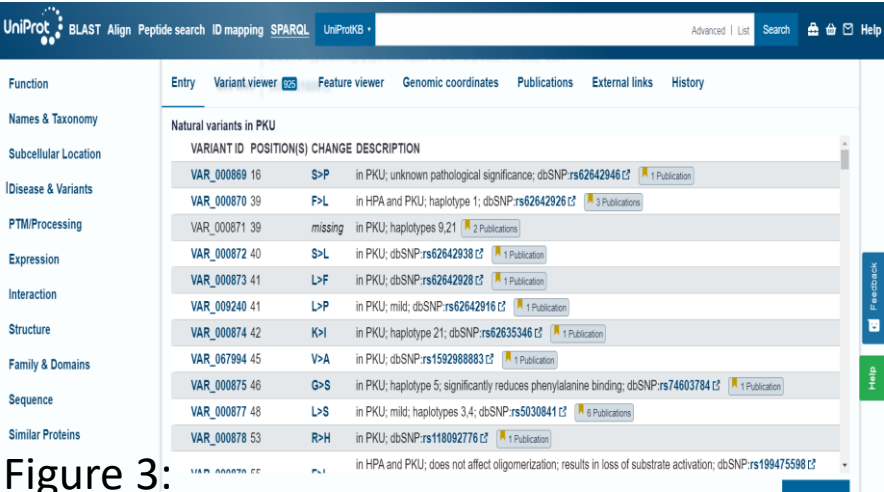 UniProt BLAST Align Peptide search ID mapping SPARQL UniProtKB Advanced | List Search Help
Function
Names & Taxonomy
Subcellular Location
Disease & Variants
PTM/Processing
Expression
Interaction
Structure
Family & Domains
Sequence
Similar Proteins
Entry Variant viewer 925 Feature viewer Genomic coordinates Publications External links History
Natural variants in PKU
VARIANT ID POSITION(S) CHANGE DESCRIPTION
VAR_000869 16 S>P in PKU; unknown pathological significance; dbSNP:rs62642946 1 Publication
VAR_000870 39 F>L in HPA and PKU; haplotype 1; dbSNP:rs62642926 3 Publications
VAR_000871 39 missing in PKU; haplotypes 9,21 2 Publications
VAR_000872 40 S>L in PKU; dbSNP:rs62642938 1 Publication
VAR_000873 41 L>F in PKU; dbSNP:rs62642928 1 Publication
VAR_009240 41 L>P in PKU; mild; dbSNP:rs62642916 1 Publication
VAR_000874 42 K>I in PKU; haplotype 21; dbSNP:rs62635346 1 Publication
VAR_067994 45 V>A in PKU; dbSNP:rs1592988883 1 Publication
VAR_000875 46 G>S in PKU; haplotype 5; significantly reduces phenylalanine binding; dbSNP:rs74603784 1 Publication
VAR_000877 48 L>S in PKU; mild; haplotypes 3,4; dbSNP:rs5030841 6 Publications
VAR_000878 53 R>H in PKU; dbSNP:rs118092776 1 Publication
in HPA and PKU; does not affect oligomerization; results in loss of substrate activation; dbSNP:rs199475598
Feedback
Help
Figure 3: